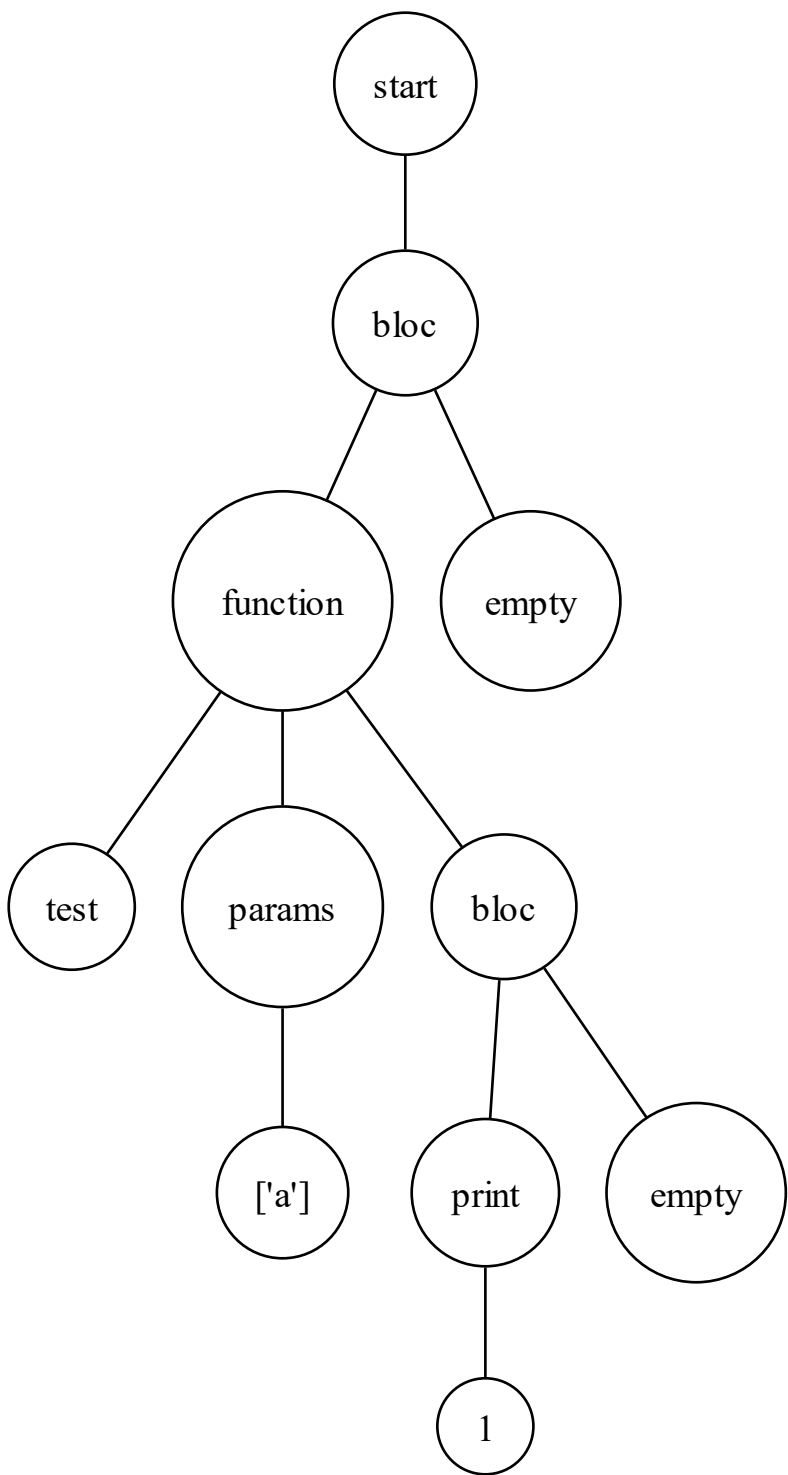 start
bloc
function
empty
test
params
bloc
['a']
print
empty
1